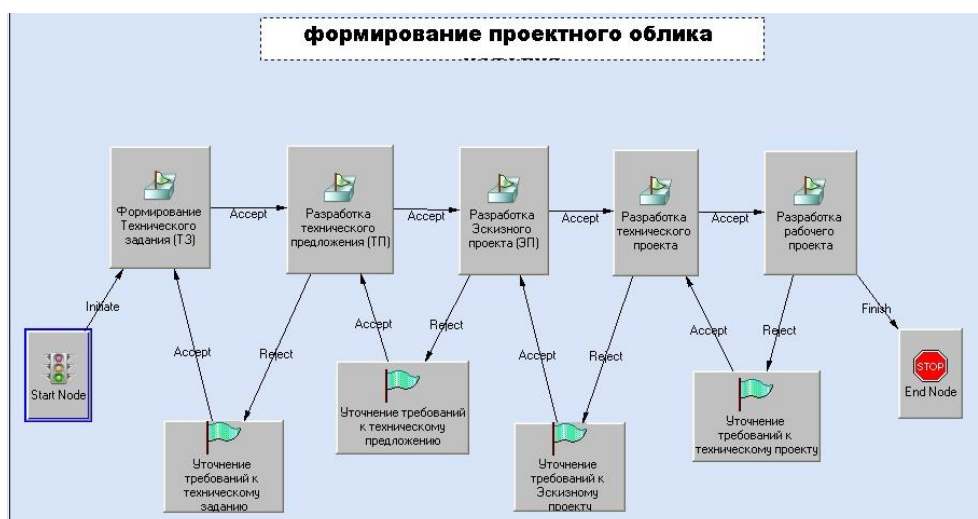 формирование проектного облика
Формирование
Технического
задания (ТЗ)
Accept
Разработка
технического
предложения (ТП)
Accept
Разработка
Эскизного
проекта (ЭП)
Accept
Разработка
технического
проекта
Accept
Разработка
рабочего
проекта
Initiate
Accept
Reject
Accept
Reject
Accept
Reject
Accept
Reject
Finish
Start Node
Уточнение
требований к
техническому
заданию
Уточнение требований
к техническому
предложению
Уточнение
требований к
Эскизному
проекту
Уточнение
требований к
техническому проекту
STOP
End Node